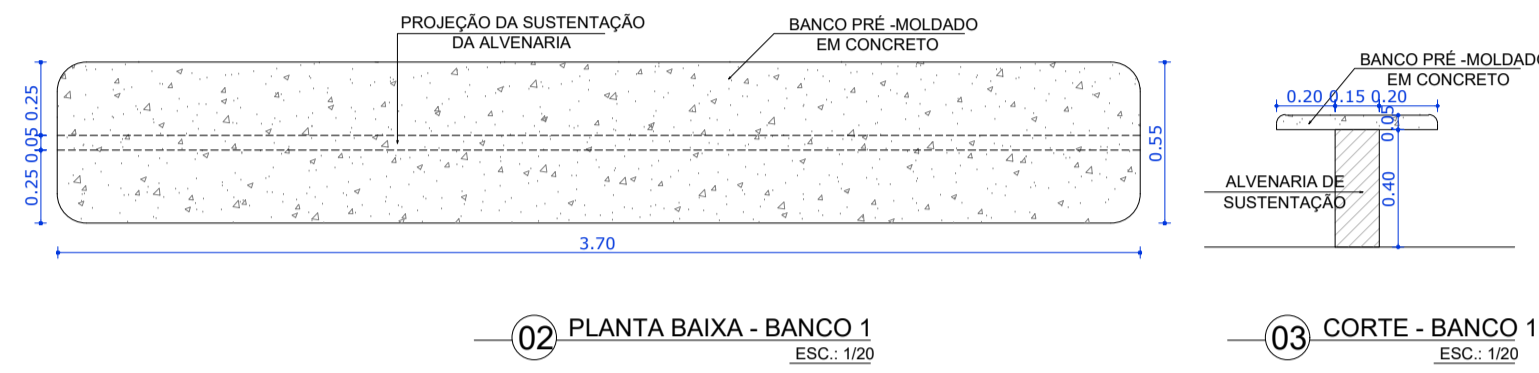 PROJEÇÃO DA SUSTENTAÇÃO
DA ALVENARIA
BANCO PRÉ -MOLDADO
EM CONCRETO
0.25
0.05
0.25
0.55
3.70
02
PLANTA BAIXA - BANCO 1
ESC.: 1/20
BANCO PRÉ -MOLDADO
EM CONCRETO
0.20 0.15 0.20
0.05
0.40
ALVENARIA DE
SUSTENTAÇÃO
03
CORTE - BANCO 1
ESC.: 1/20